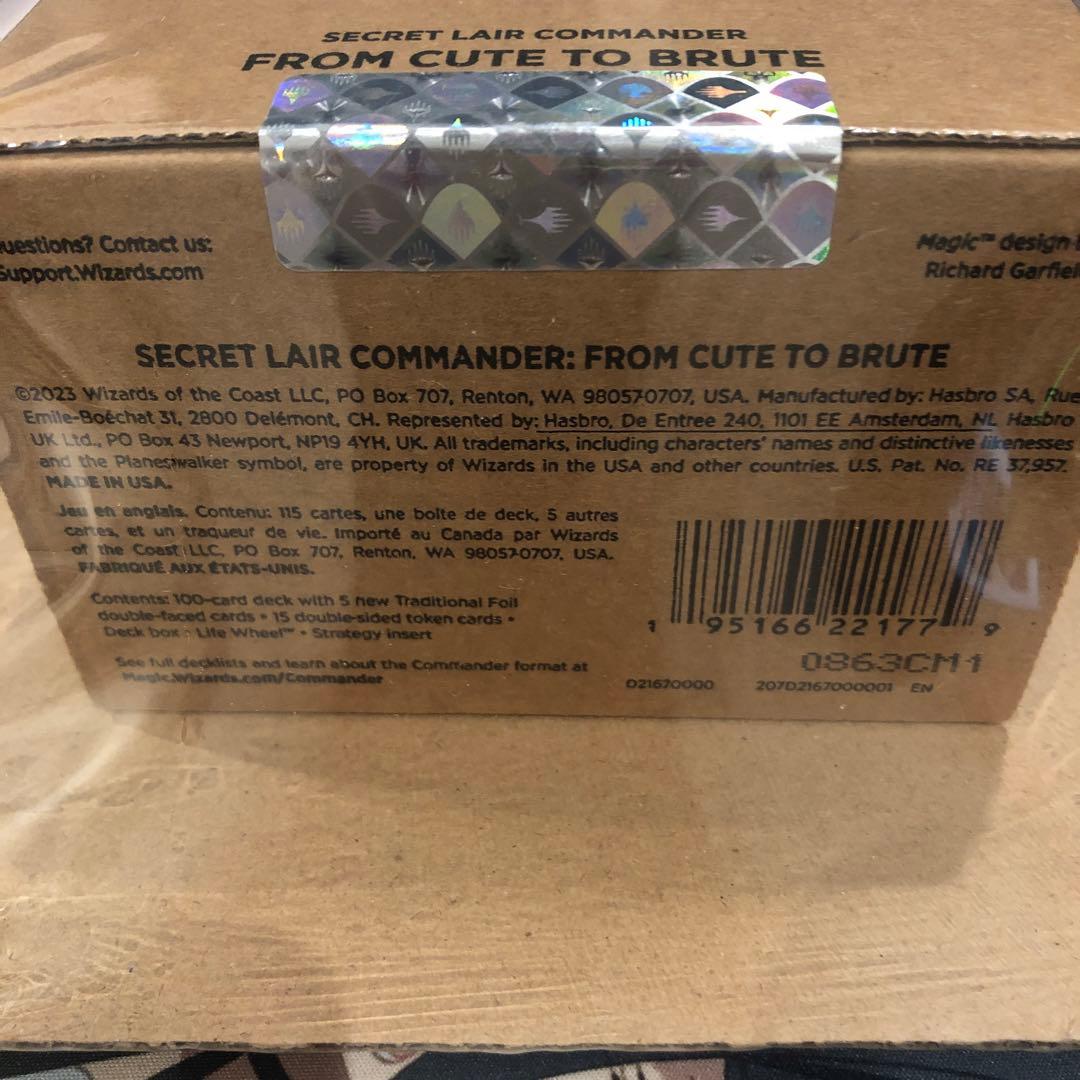 SECRET LAIR COMMANDER
FROM CUTE TO BRUTE
uestions? Contact us:
Support.Wizards.com
Magic™ design
Richard Garfiel
SECRET LAIR COMMANDER: FROM CUTE TO BRUTE
©2023 Wizards of the Coast LLC, PO Box 707, Renton, WA 98057-0707, USA. Manufactured by: Hasbro SA, Rue
Emile-Boéchat 31, 2800 Delémont, CH. Represented by: Hasbro, De Entree 240, 1101 EE Amsterdam, NL Hasbro
UK Ltd., PO Box 43 Newport, NP19 4YH, UK. All trademarks, including characters' names and distinctive likenesses
and the Planeswalker symbol, are property of Wizards in the USA and other countries. U.S. Pat. No. RE 37,957.
MADE IN USA.
Jeu en anglais. Contenu: 115 cartes, une boîte de deck, 5 autres
cartes, et un traqueur de vie. Importé au Canada par Wizards
of the Coast LLC, PO Box 707, Renton, WA 98057-0707. USA.
FABRIQUÉ AUX ÉTATS-UNIS.
Contents: 100-card deck with 5 new Traditional Foil
double-faced cards • 15 double-sided token cards •
Deck box • Life Wheel™ • Strategy insert
See full decklists and learn about the Commander format at
Magic.Wizards.com/Commander
1 95166 22177 9
0863CM1
D21670000 207D2167000001 EN